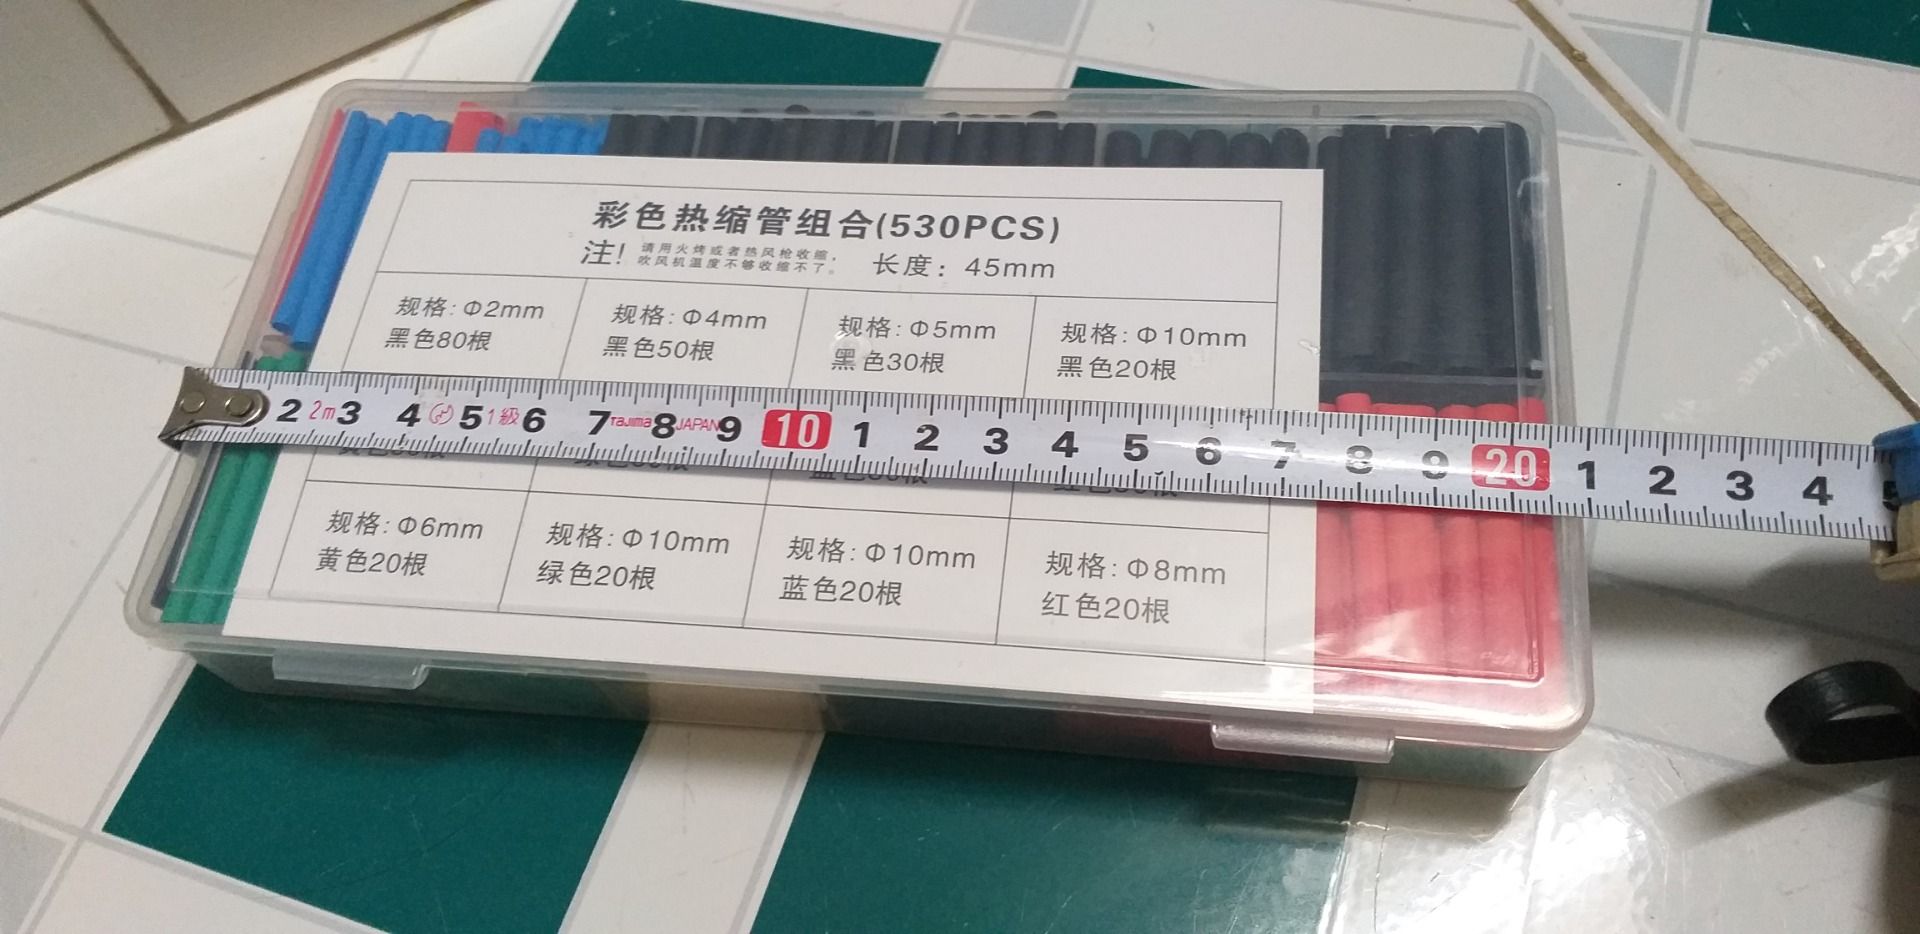 彩色热缩管组合(530PCS)
注! 请用火烤或者热风枪收缩,
吹风机温度不够收缩不了。
长度: 45mm
规格: Φ2mm
黑色80根
规格: Φ4mm
黑色50根
规格: Φ5mm
黑色30根
规格: Φ10mm
黑色20根
2 2m 3 4 5 1級 6 7 Tajima 8 JAPAN 9 10 1 2 3 4 5 6 7 8 9 20 1 2 3 4 5
规格: Φ6mm
黄色20根
规格: Φ10mm
绿色20根
规格: Φ10mm
蓝色20根
规格: Φ8mm
红色20根